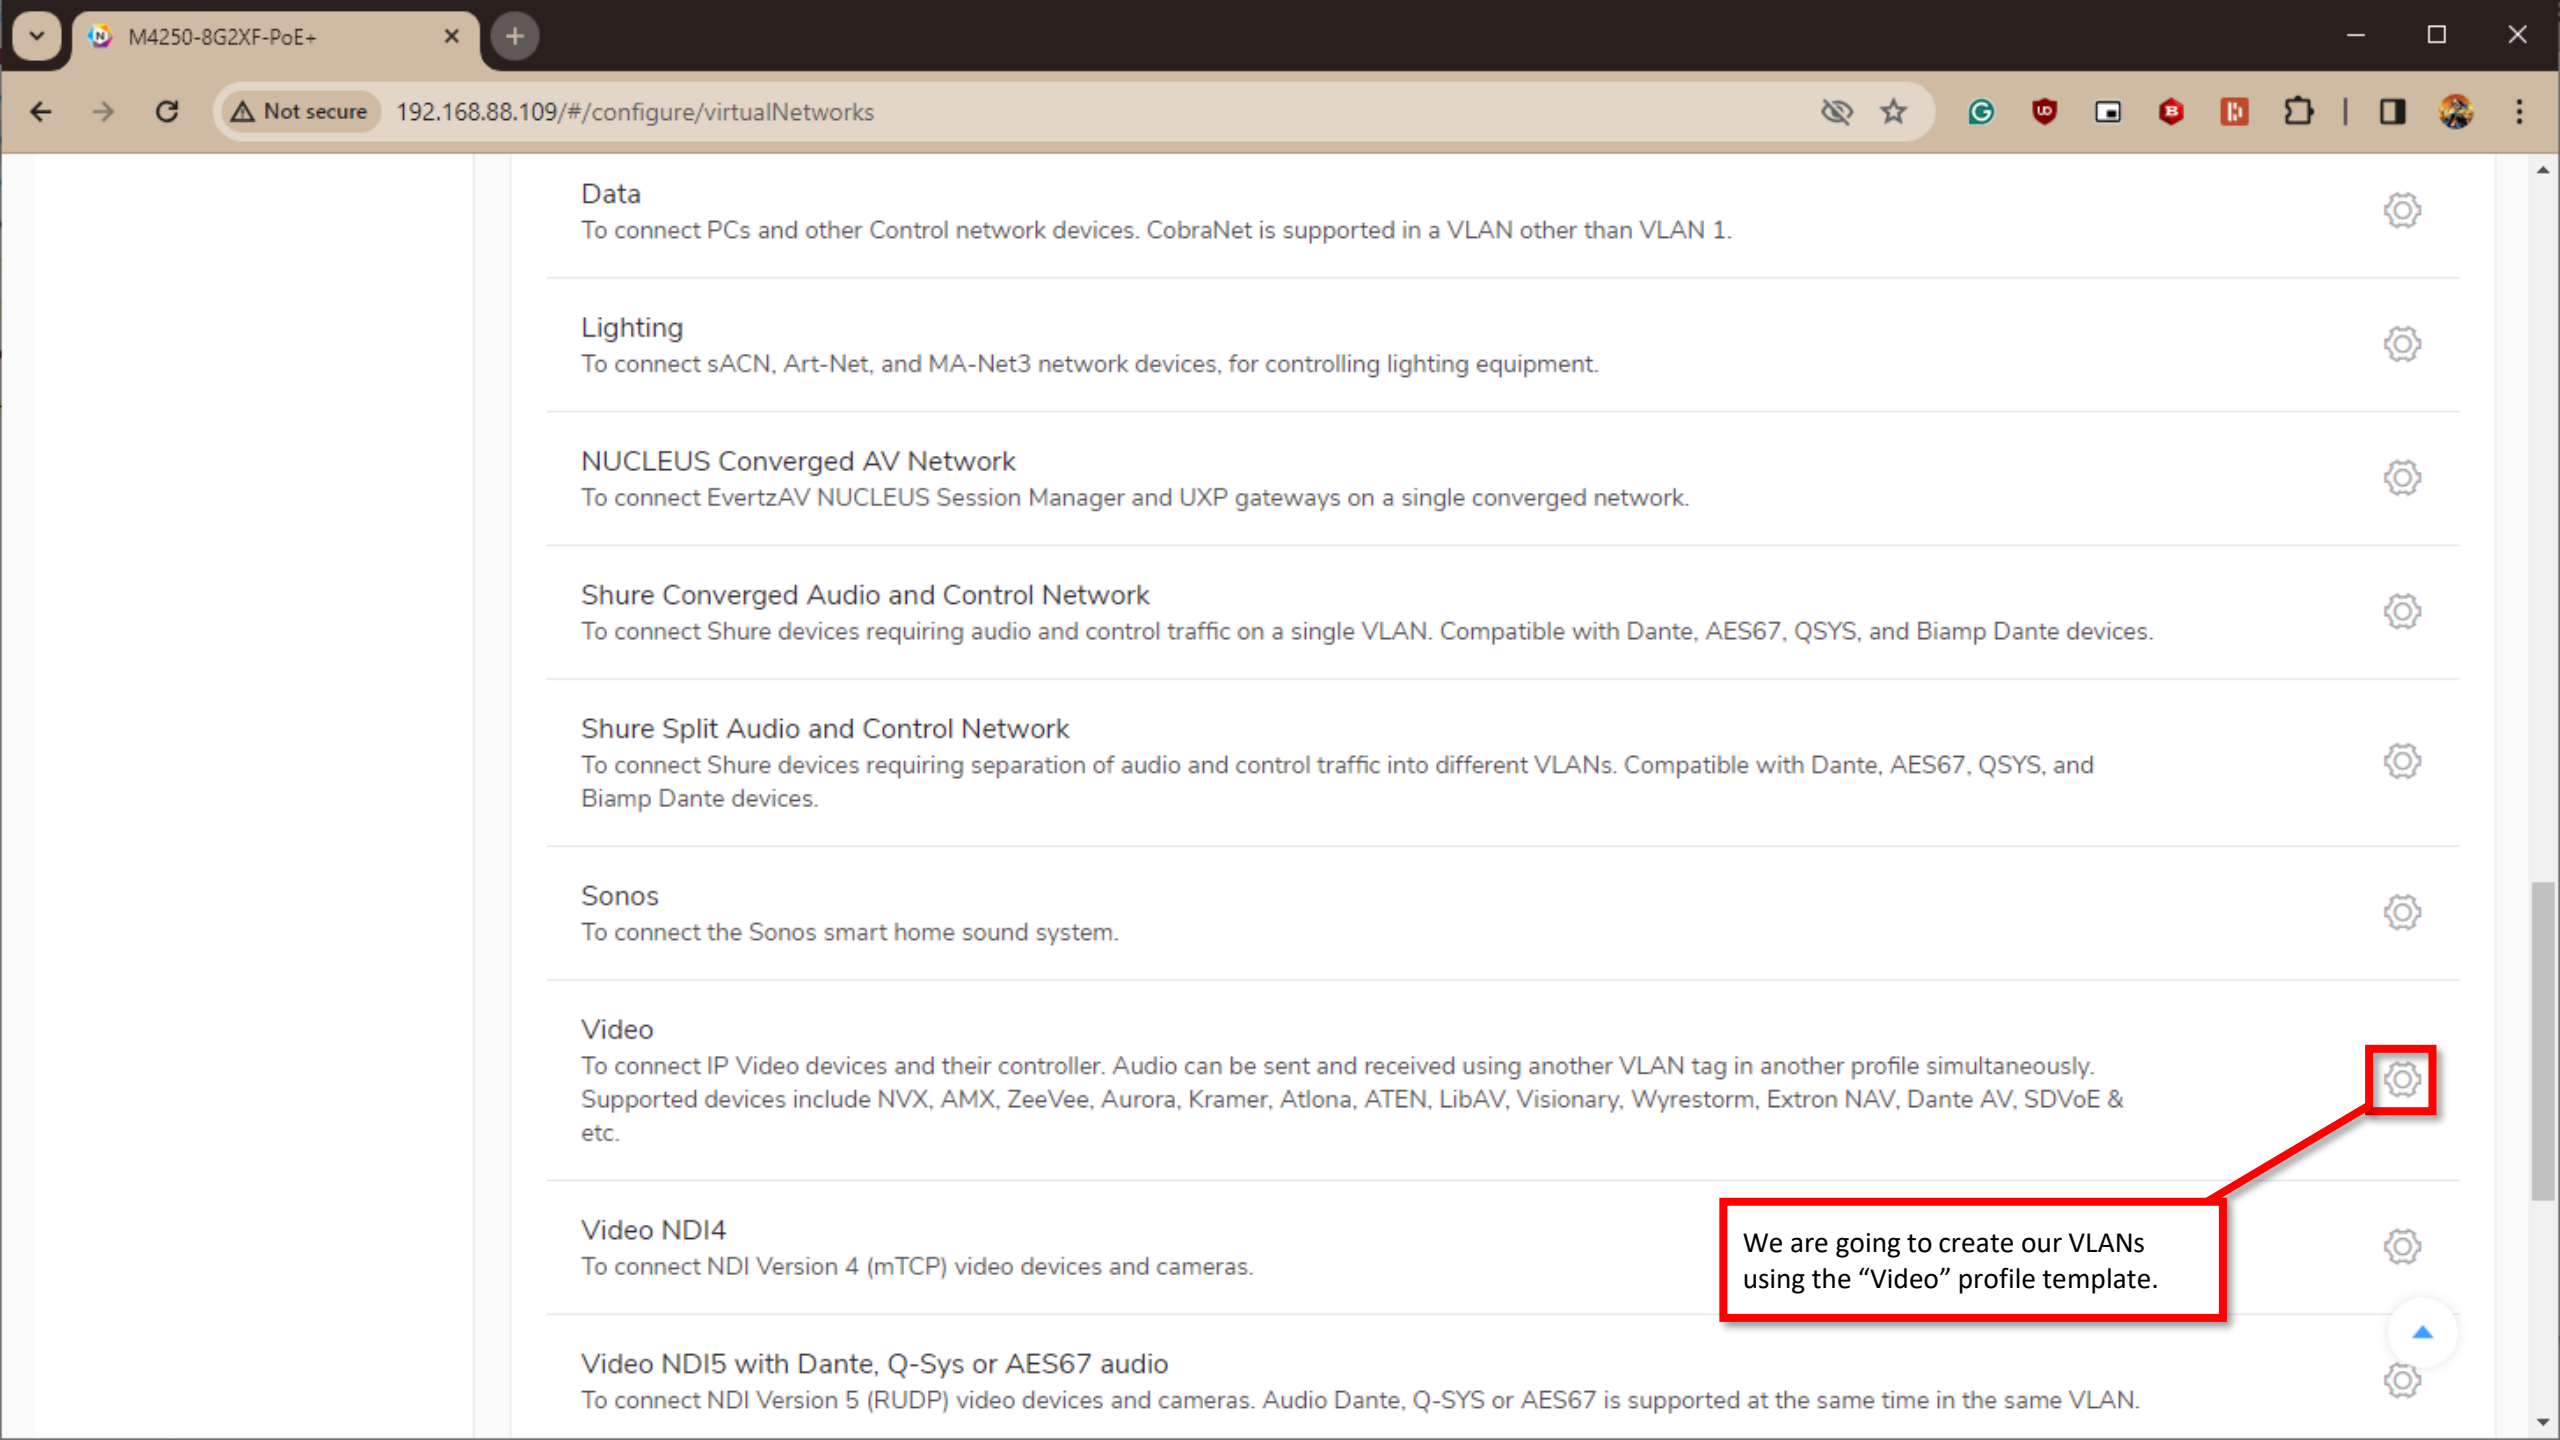 M4250-8G2XF-PoE+
Not secure 192.168.88.109/#/configure/virtualNetworks
Data
To connect PCs and other Control network devices. CobraNet is supported in a VLAN other than VLAN 1.
Lighting
To connect sACN, Art-Net, and MA-Net3 network devices, for controlling lighting equipment.
NUCLEUS Converged AV Network
To connect EvertzAV NUCLEUS Session Manager and UXP gateways on a single converged network.
Shure Converged Audio and Control Network
To connect Shure devices requiring audio and control traffic on a single VLAN. Compatible with Dante, AES67, QSYS, and Biamp Dante devices.
Shure Split Audio and Control Network
To connect Shure devices requiring separation of audio and control traffic into different VLANs. Compatible with Dante, AES67, QSYS, and
Biamp Dante devices.
Sonos
To connect the Sonos smart home sound system.
Video
To connect IP Video devices and their controller. Audio can be sent and received using another VLAN tag in another profile simultaneously.
Supported devices include NVX, AMX, ZeeVee, Aurora, Kramer, Atlona, ATEN, LibAV, Visionary, Wyrestorm, Extron NAV, Dante AV, SDVoE &
etc.
Video NDI4
To connect NDI Version 4 (mTCP) video devices and cameras.
We are going to create our VLANs
using the “Video” profile template.
Video NDI5 with Dante, Q-Sys or AES67 audio
To connect NDI Version 5 (RUDP) video devices and cameras. Audio Dante, Q-SYS or AES67 is supported at the same time in the same VLAN.